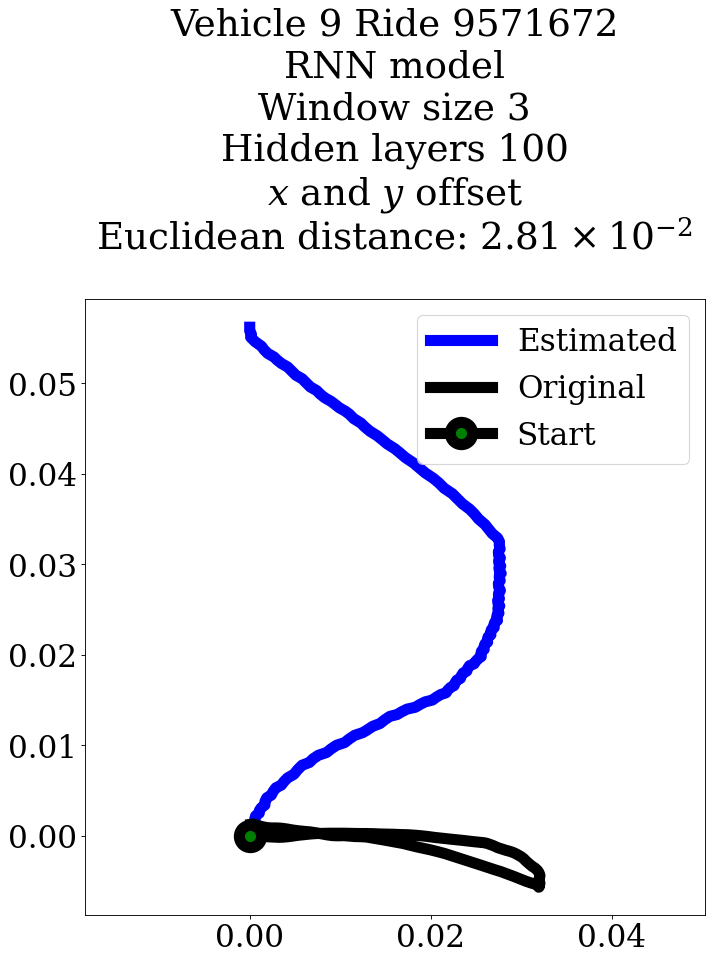 Vehicle 9 Ride 9571672
RNN model
Window size 3
Hidden layers 100
x and y offset
Euclidean distance: 2.81 × 10⁻²
Estimated
Original
Start
0.05
0.04
0.03
0.02
0.01
0.00
0.00 0.02 0.04